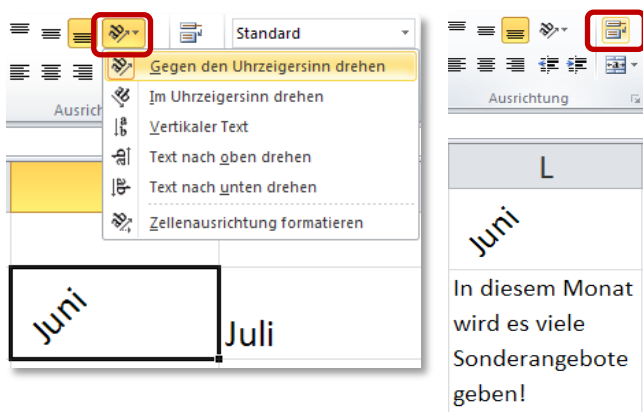 Standard
Gegen den Uhrzeigersinn drehen
Im Uhrzeigersinn drehen
Vertikaler Text
Text nach oben drehen
Text nach unten drehen
Zellenausrichtung formatieren
Ausrich
Juni
Juli
Ausrichtung
L
Juni
In diesem Monat
wird es viele
Sonderangebote
geben!